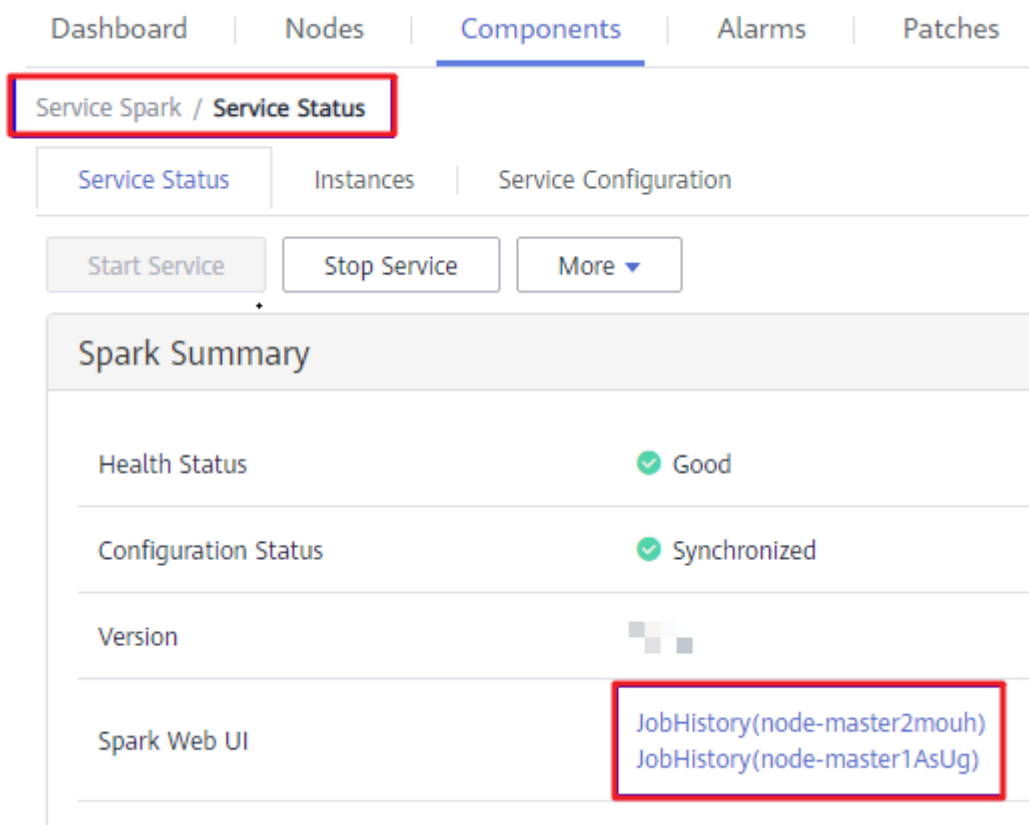 Dashboard Nodes Components Alarms Patches
Service Spark / Service Status
Service Status Instances Service Configuration
Start Service Stop Service More
Spark Summary
Health Status Good
Configuration Status Synchronized
Version
Spark Web UI JobHistory(node-master2mouh)
JobHistory(node-master1AsUg)